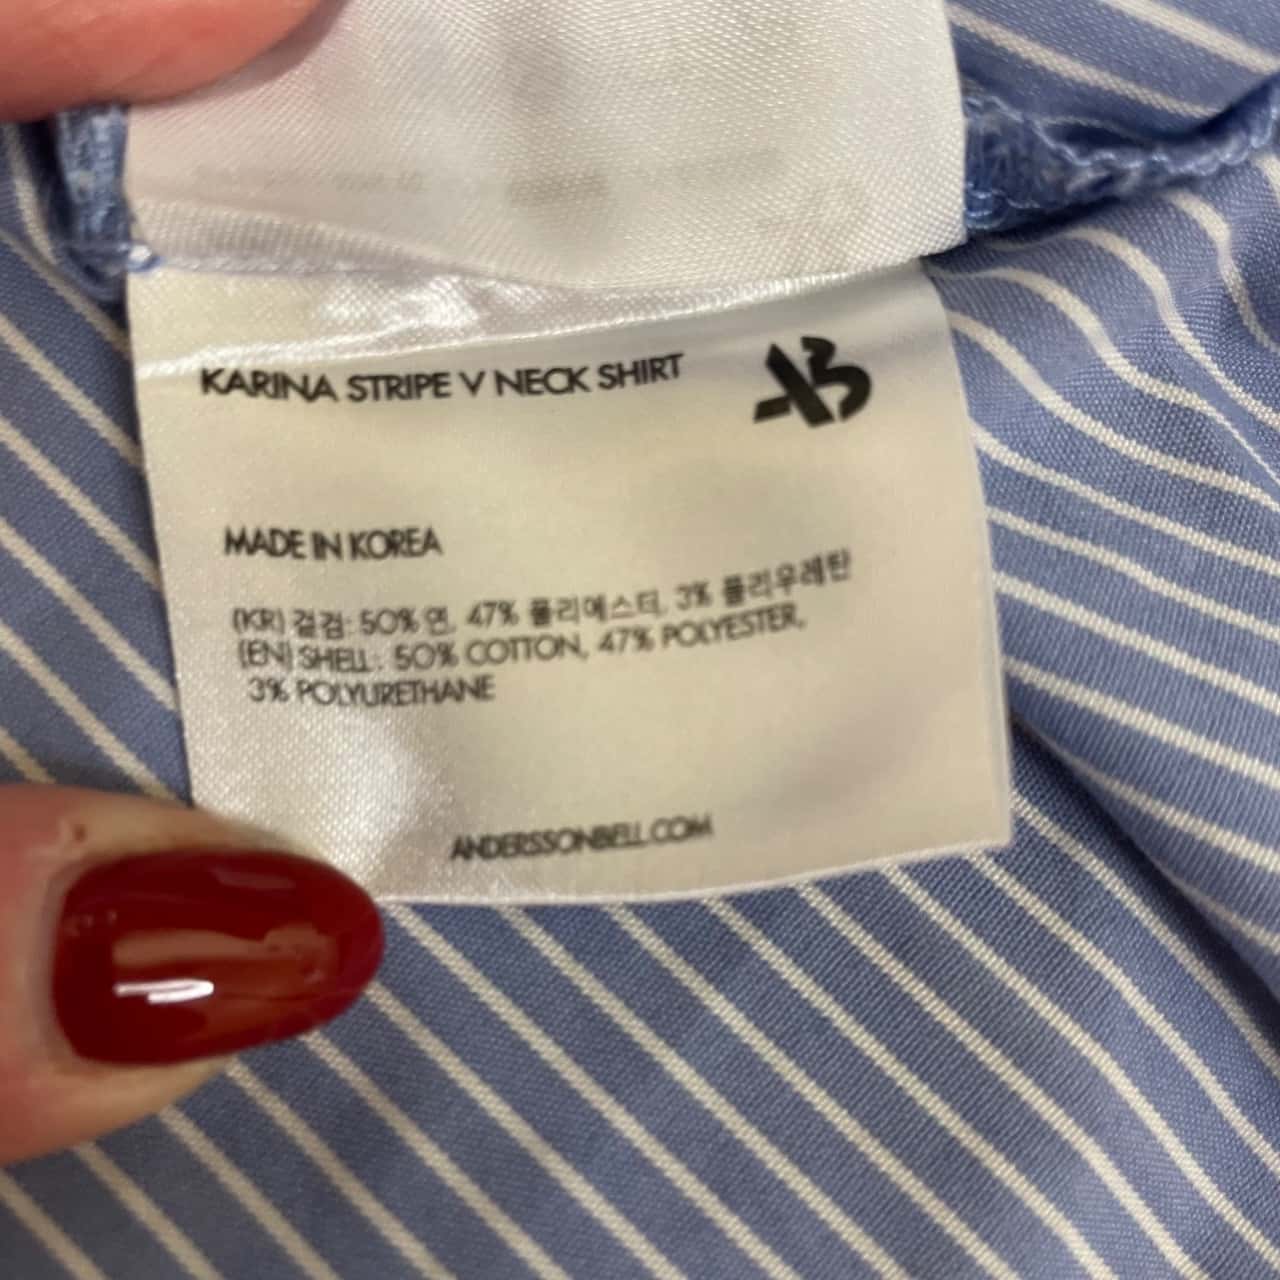 KARINA STRIPE V NECK SHIRT
AB
MADE IN KOREA
(KR) 겉감: 50% 면, 47% 폴리에스터, 3% 폴리우레탄
(EN) SHELL: 50% COTTON, 47% POLYESTER,
3% POLYURETHANE
ANDERSSONBELL.COM